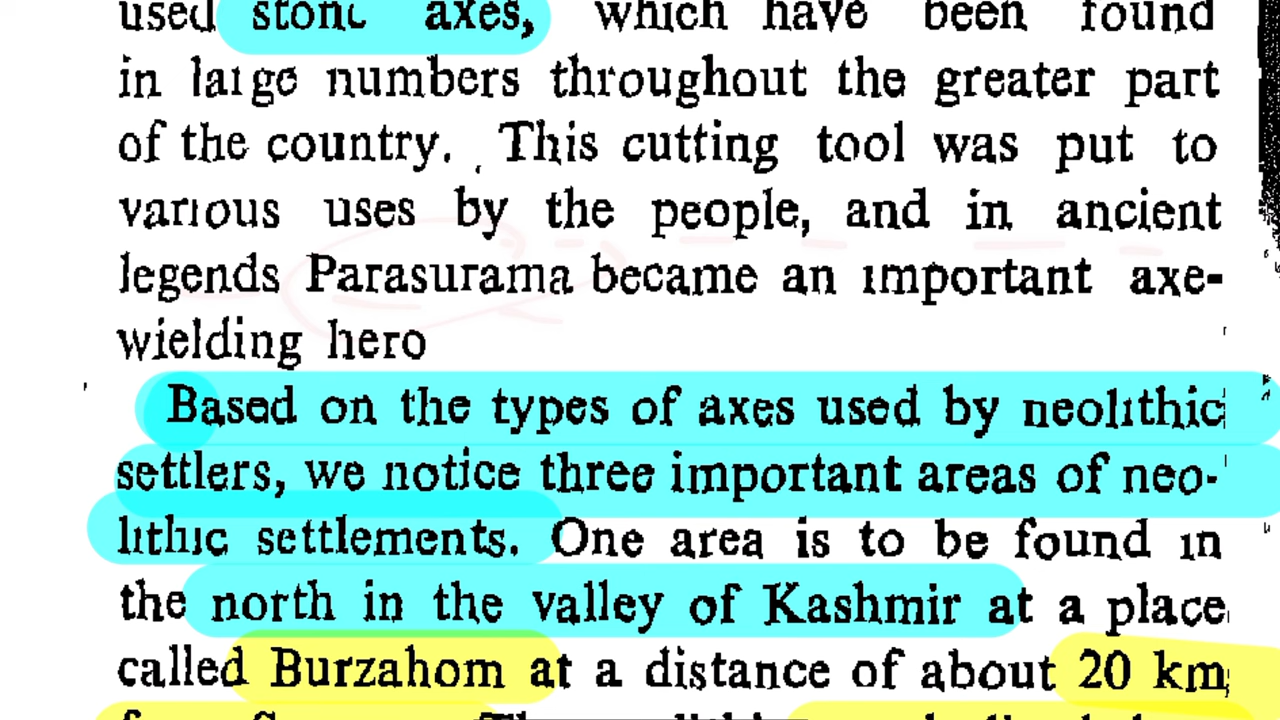 used stone axes, which have been found
in large numbers throughout the greater part
of the country. This cutting tool was put to
various uses by the people, and in ancient
legends Parasurama became an important axe-
wielding hero
Based on the types of axes used by neolithic
settlers, we notice three important areas of neo-
lithic settlements. One area is to be found in
the north in the valley of Kashmir at a place
called Burzahom at a distance of about 20 km